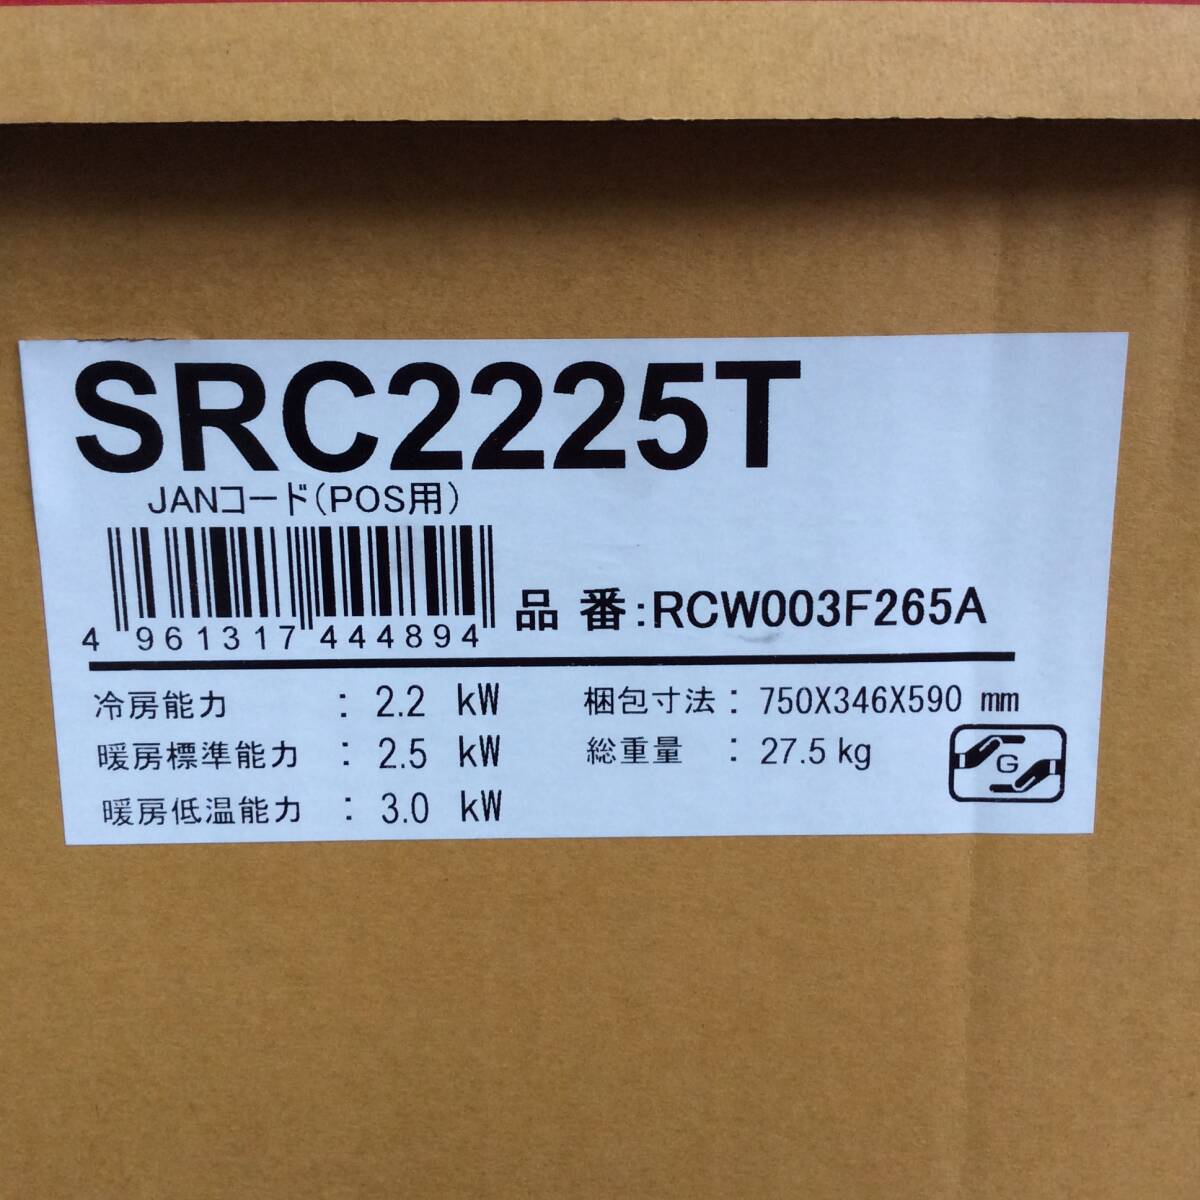 SRC2225T
JANコード(POS用)
4 961317 444894
品 番:RCW003F265A
冷房能力 : 2.2 kW
暖房標準能力 : 2.5 kW
暖房低温能力 : 3.0 kW
梱包寸法 : 750X346X590 mm
総重量 : 27.5 kg
G